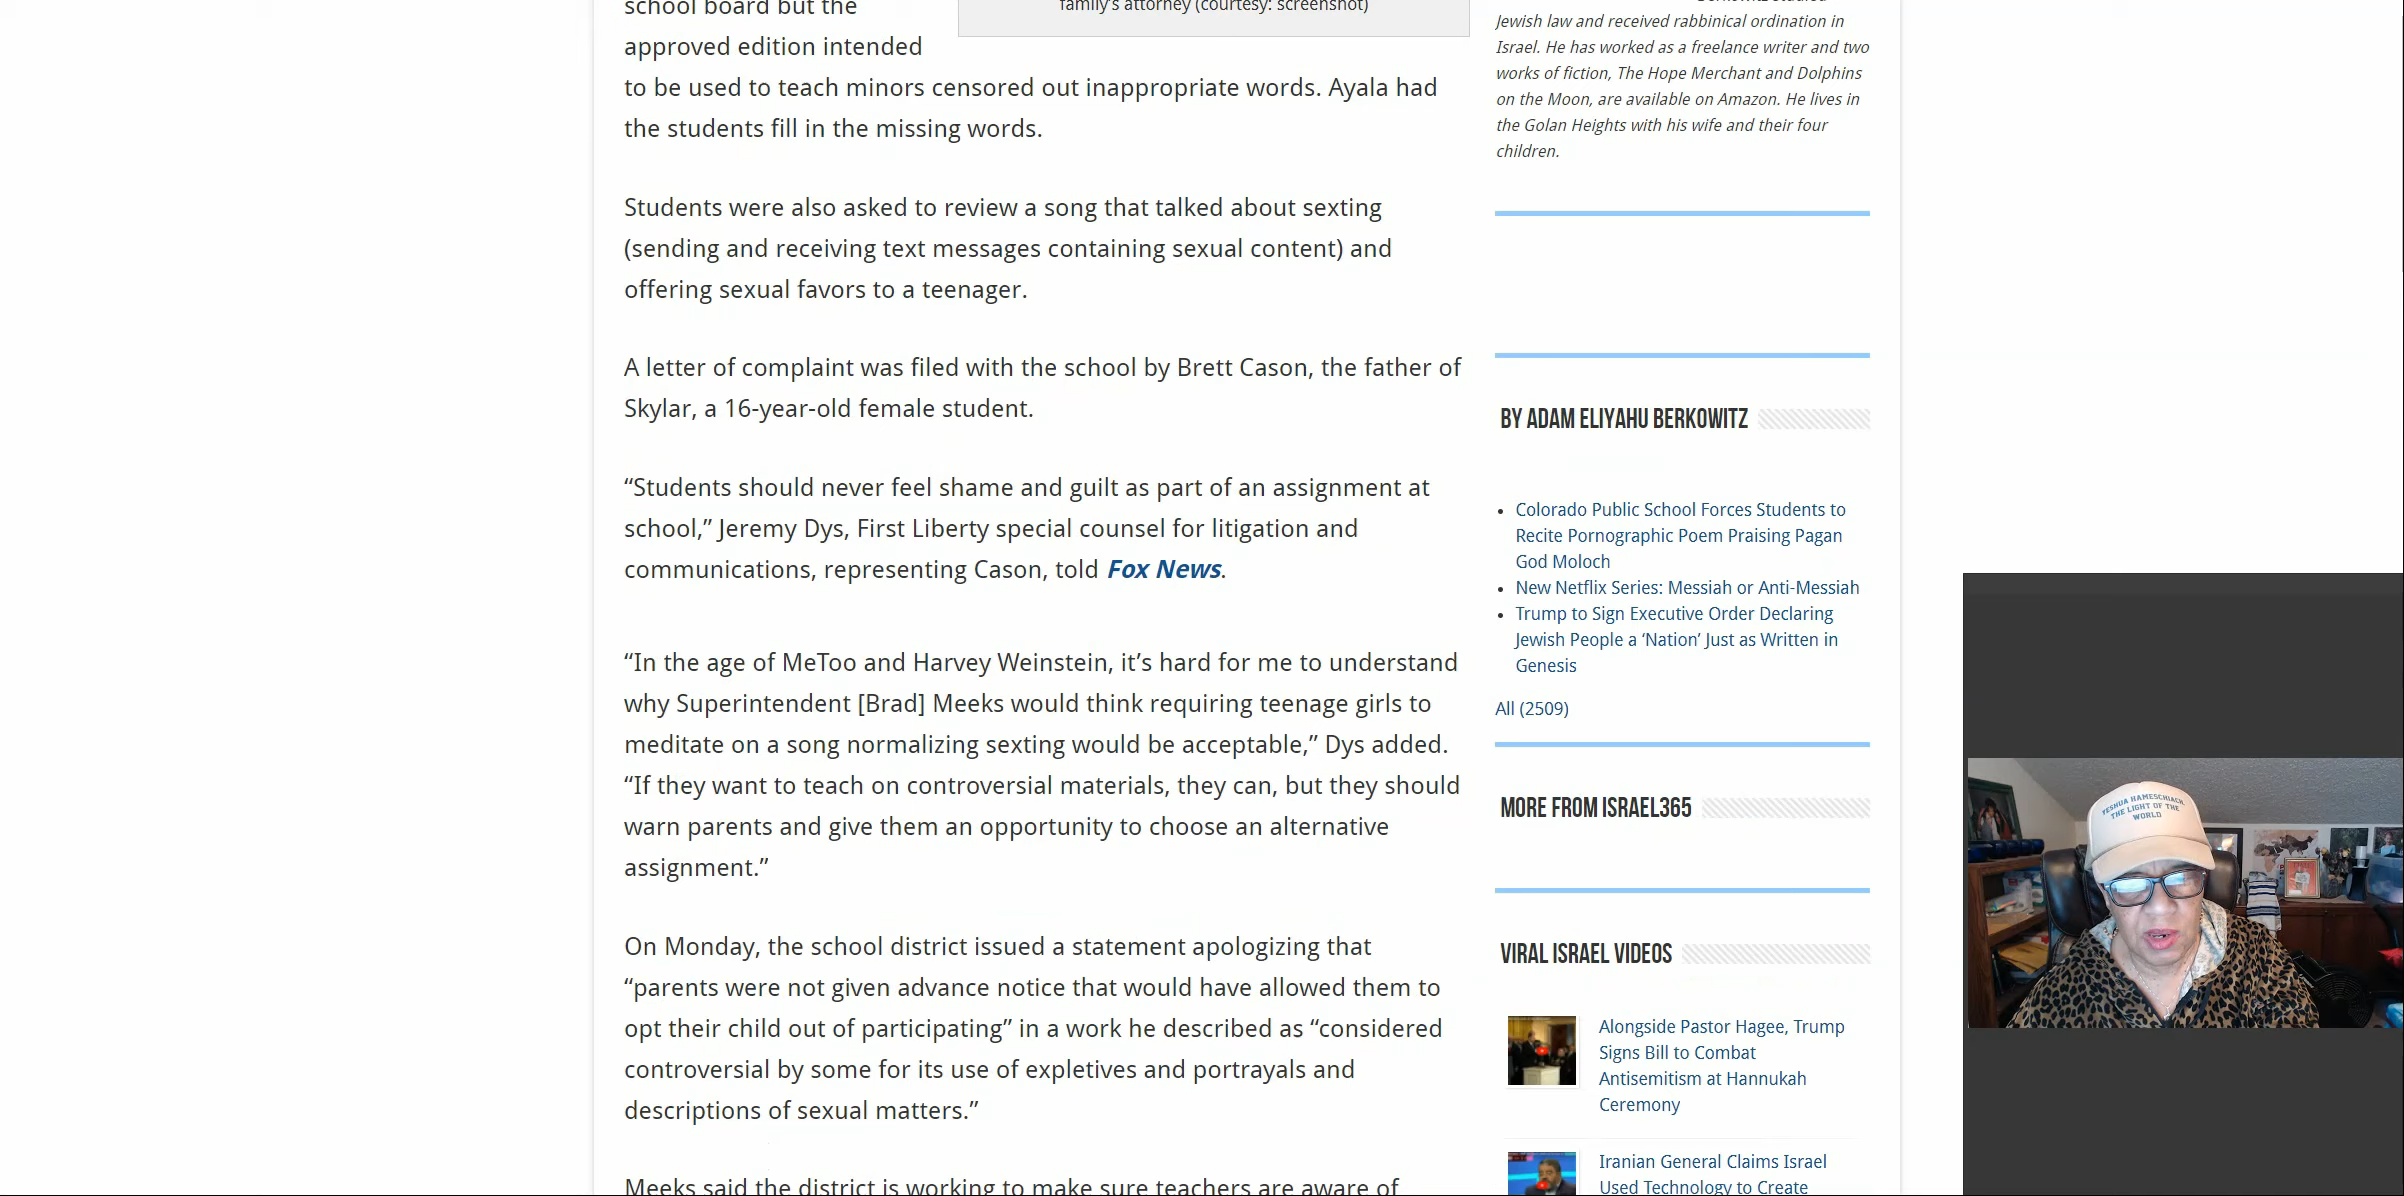 school board but the
approved edition intended
to be used to teach minors censored out inappropriate words. Ayala had
the students fill in the missing words.
family's attorney (courtesy: screenshot)
Students were also asked to review a song that talked about sexting
(sending and receiving text messages containing sexual content) and
offering sexual favors to a teenager.
A letter of complaint was filed with the school by Brett Cason, the father of
Skylar, a 16-year-old female student.
“Students should never feel shame and guilt as part of an assignment at
school,” Jeremy Dys, First Liberty special counsel for litigation and
communications, representing Cason, told Fox News.
“In the age of MeToo and Harvey Weinstein, it’s hard for me to understand
why Superintendent [Brad] Meeks would think requiring teenage girls to
meditate on a song normalizing sexting would be acceptable,” Dys added.
“If they want to teach on controversial materials, they can, but they should
warn parents and give them an opportunity to choose an alternative
assignment.”
On Monday, the school district issued a statement apologizing that
“parents were not given advance notice that would have allowed them to
opt their child out of participating” in a work he described as “considered
controversial by some for its use of expletives and portrayals and
descriptions of sexual matters.”
Meeks said the district is working to make sure teachers are aware of
Berkowitz studied
Jewish law and received rabbinical ordination in
Israel. He has worked as a freelance writer and two
works of fiction, The Hope Merchant and Dolphins
on the Moon, are available on Amazon. He lives in
the Golan Heights with his wife and their four
children.
BY ADAM ELIYAHU BERKOWITZ
• Colorado Public School Forces Students to
Recite Pornographic Poem Praising Pagan
God Moloch
• New Netflix Series: Messiah or Anti-Messiah
• Trump to Sign Executive Order Declaring
Jewish People a ‘Nation’ Just as Written in
Genesis
All (2509)
MORE FROM ISRAEL365
VIRAL ISRAEL VIDEOS
Alongside Pastor Hagee, Trump
Signs Bill to Combat
Antisemitism at Hannukah
Ceremony
Iranian General Claims Israel
Used Technology to Create
YESHUA HAMESCHIACH
THE LIGHT OF THE
WORLD